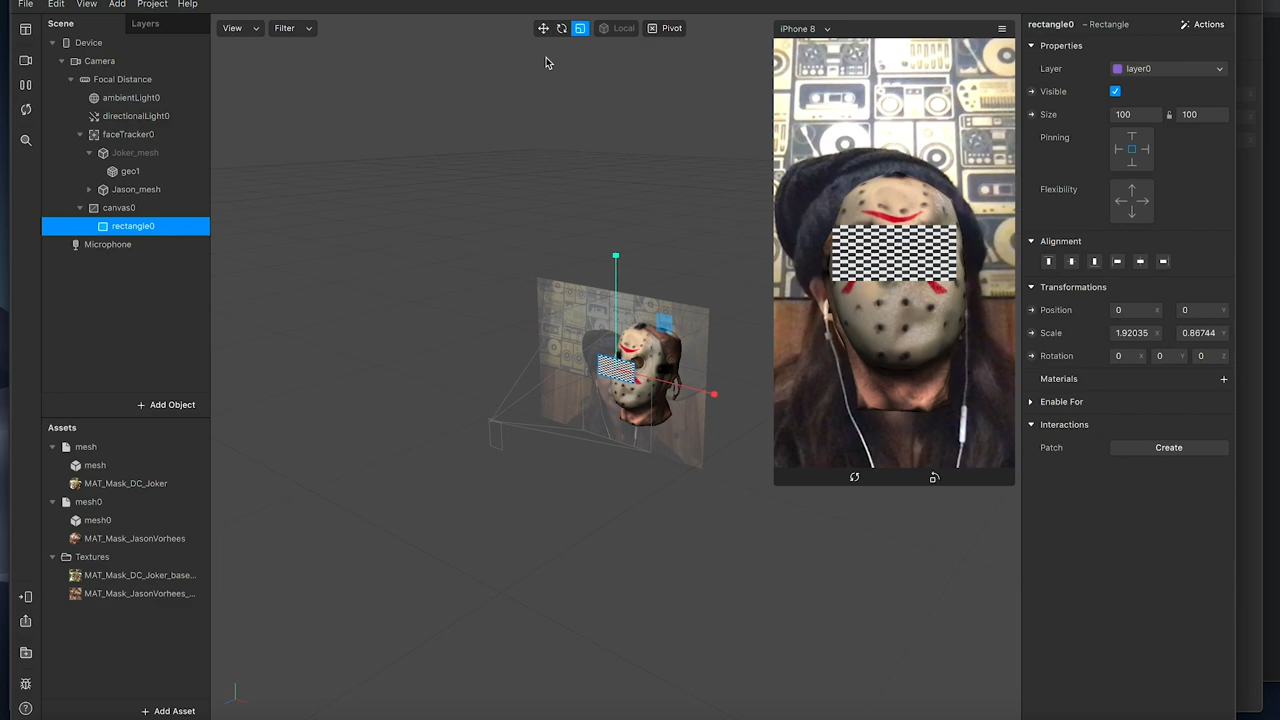 File Edit View Add Project Help
Scene
Layers
Device
Camera
Focal Distance
ambientLight0
directionalLight0
faceTracker0
Joker_mesh
geo1
Jason_mesh
canvas0
rectangle0
Microphone
+ Add Object
Assets
mesh
mesh
MAT_Mask_DC_Joker
mesh0
mesh0
MAT_Mask_JasonVorhees
Textures
MAT_Mask_DC_Joker_base...
MAT_Mask_JasonVorhees_...
+ Add Asset
View
Filter
Local
Pivot
iPhone 8
rectangle0 – Rectangle
Actions
Properties
Layer layer0
Visible
Size 100 100
Pinning
Flexibility
Alignment
Transformations
Position 0 X 0 Y
Scale 1.92035 X 0.86744 Y
Rotation 0 X 0 Y 0 Z
Materials +
Enable For
Interactions
Patch Create